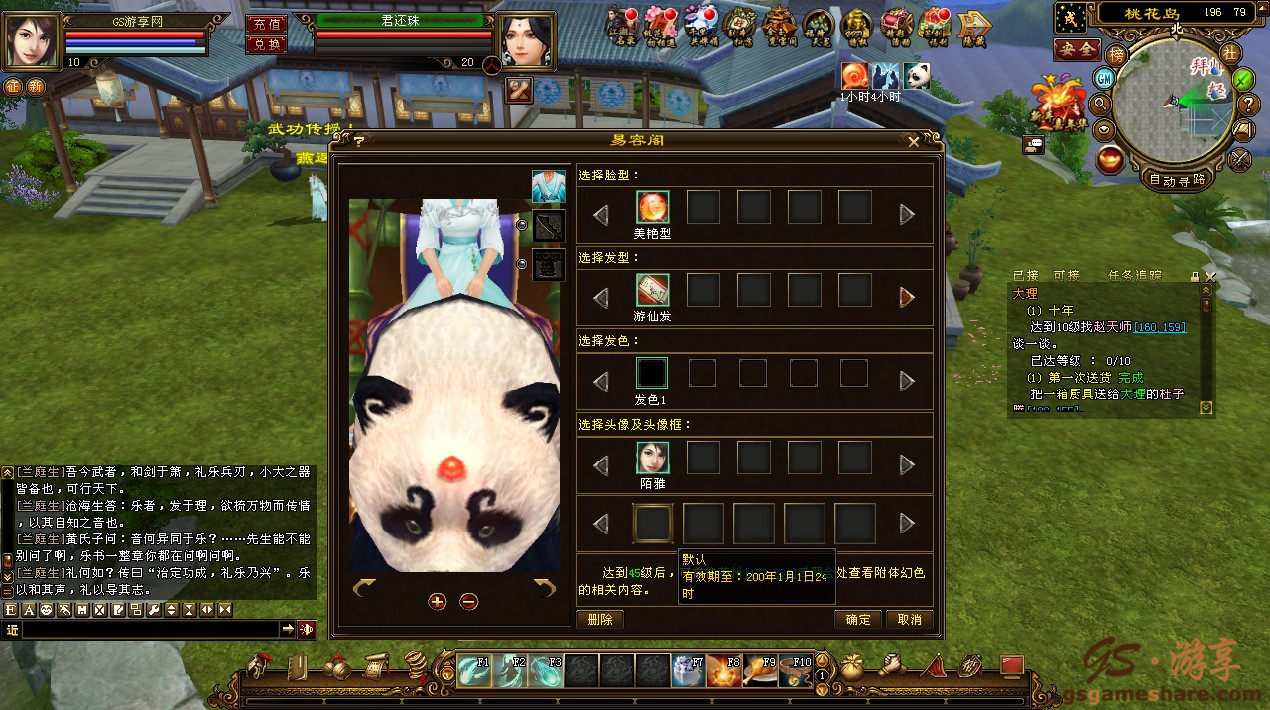 GS游享网
10
充值
兑换
君还珠
20
征
新
1小时
4小时
桃花岛
196 79
戌
北
安全
榜
社
GM
拜
自动寻路
武功传授
燕返
易容阁
选择脸型：
美艳型
选择发型：
游仙发
选择发色：
发色1
选择头像及头像框：
陌雅
达到45级后，
处查看附体幻色
的相关内容。
默认
有效期至：200年1月1日24
时
删除
确定
取消
已接 可接 任务追踪
大理
(1) 十年
达到10级找赵天师[160,159]
谈一谈。
已达等级 ： 0/10
(1) 第一次送货 完成
把一箱质具送给大理的杜子
[兰庭生]吾今武者，和剑于箫，礼乐兵刃，小大之器
皆备也，可行天下。
[兰庭生]沧海生答：乐者，发于理，欲梳万物而传情
，以其自知之音也。
[兰庭生]黄氏子问：音何异同于乐？……先生能不能
别问了啊，乐书一整章你都在问啊问啊。
[兰庭生]礼何如？传曰“治定功成，礼乐乃兴”。乐
以和其声，礼以导其志。
近
F1
F2
F3
F7
F8
F9
F10
1
GS·游享
gsgameshare.com